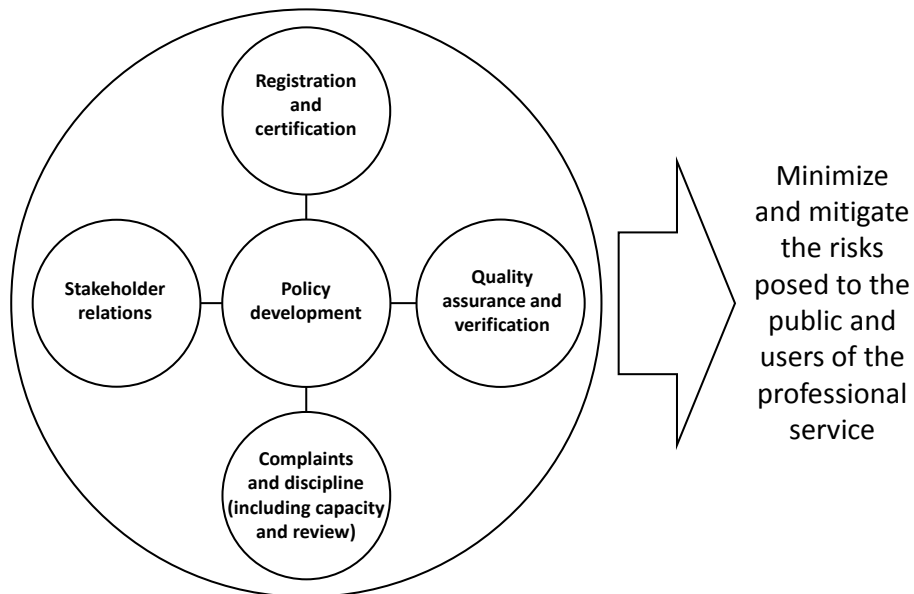 Registration
and
certification
Stakeholder
relations
Policy
development
Quality
assurance and
verification
Complaints
and discipline
(including capacity
and review)
Minimize
and mitigate
the risks
posed to the
public and
users of the
professional
service